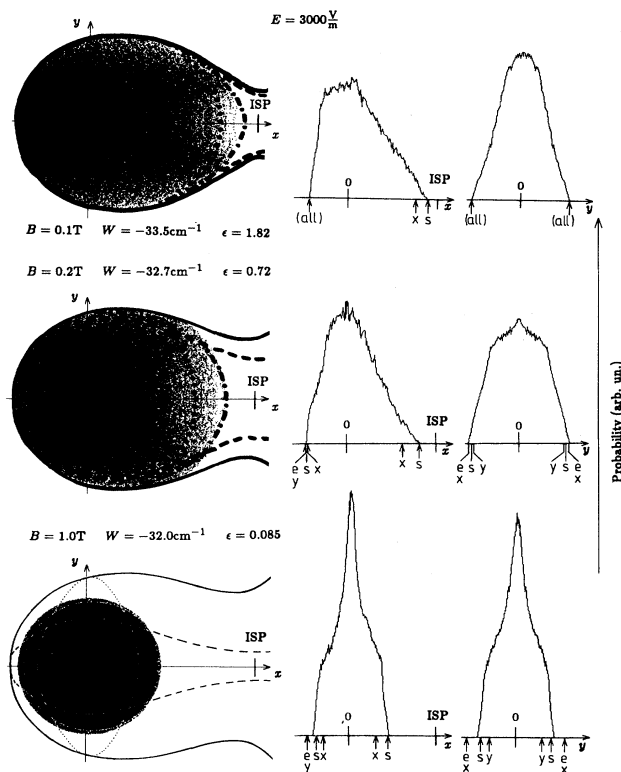 E = 3000 V/m
y
ISP
x
0
(all)
x s
ISP
x
0
(all)
(all)
y
B = 0.1T W = −33.5cm⁻¹ ϵ = 1.82
B = 0.2T W = −32.7cm⁻¹ ϵ = 0.72
y
ISP
x
0
e s x
y
x s
ISP
x
0
e s y
x
y s e
x
y
Probability (arb. un.)
B = 1.0T W = −32.0cm⁻¹ ϵ = 0.085
y
ISP
x
0
e s x
y
x s
ISP
x
0
e s y
x
y s e
x
y